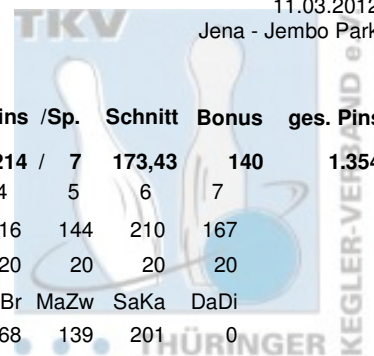 11.03.2012
TKV
Jena - Jembo Park
ins /Sp. Schnitt Bonus ges. Pins
214 / 7 173,43 140 1.354
4 5 6 7
16 144 210 167
20 20 20 20
Br MaZw SaKa DaDi
68 139 201 0
THÜRINGER KEGLER-VERBAND e.V.